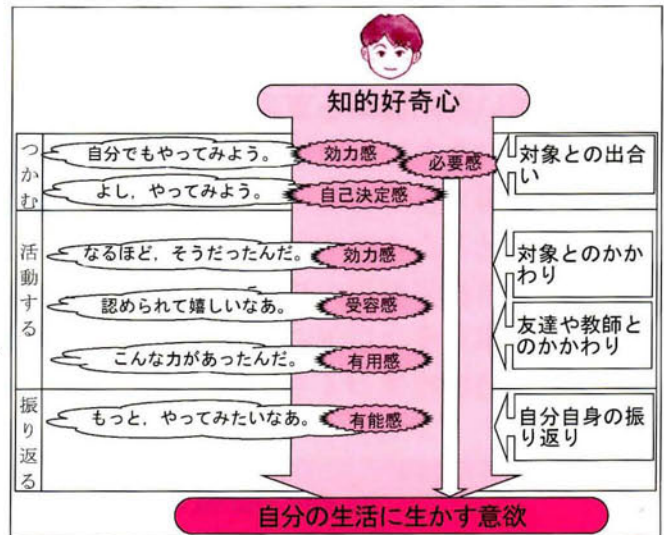 知的好奇心
つかむ
自分でもやってみよう。
効力感
必要感
対象との出合
い
よし，やってみよう。
自己決定感
活動する
なるほど，そうだったんだ。
効力感
対象とのかか
わり
認められて嬉しいなあ。
受容感
友達や教師と
のかかわり
こんな力があったんだ。
有用感
振り返る
もっと，やってみたいなあ。
有能感
自分自身の振
り返り
自分の生活に生かす意欲